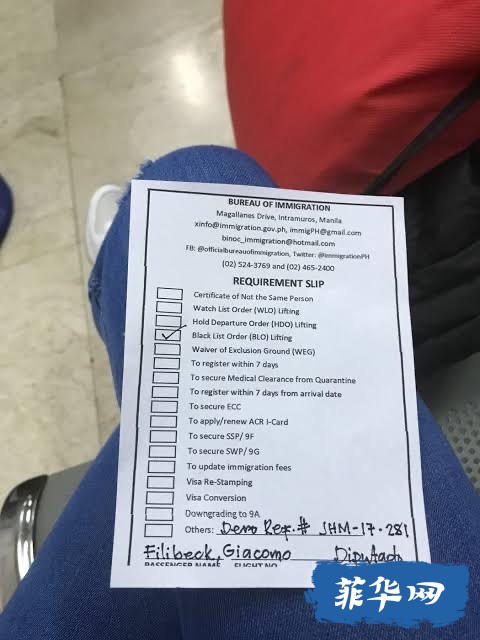 BUREAU OF IMMIGRATION
Magallanes Drive, Intramuros, Manila
xinfo@immigration.gov.ph, immigPH@gmail.com
binoc_immigration@hotmail.com
FB: @officialbureauofimmigration, Twitter: @immigrationPH
(02) 524-3769 and (02) 465-2400
REQUIREMENT SLIP
Certificate of Not the Same Person
Watch List Order (WLO) Lifting
Hold Departure Order (HDO) Lifting
Black List Order (BLO) Lifting
Waiver of Exclusion Ground (WEG)
To register within 7 days
To secure Medical Clearance from Quarantine
To register within 7 days from arrival date
To secure ECC
To apply/renew ACR I-Card
To secure SSP/ 9F
To secure SWP/ 9G
To update immigration fees
Visa Re-Stamping
Visa Conversion
Downgrading to 9A
Others: Ref. # JHM-17-281
Filibeck, Giacomo
PASSENGER NAME FLIGHT NO
菲华网